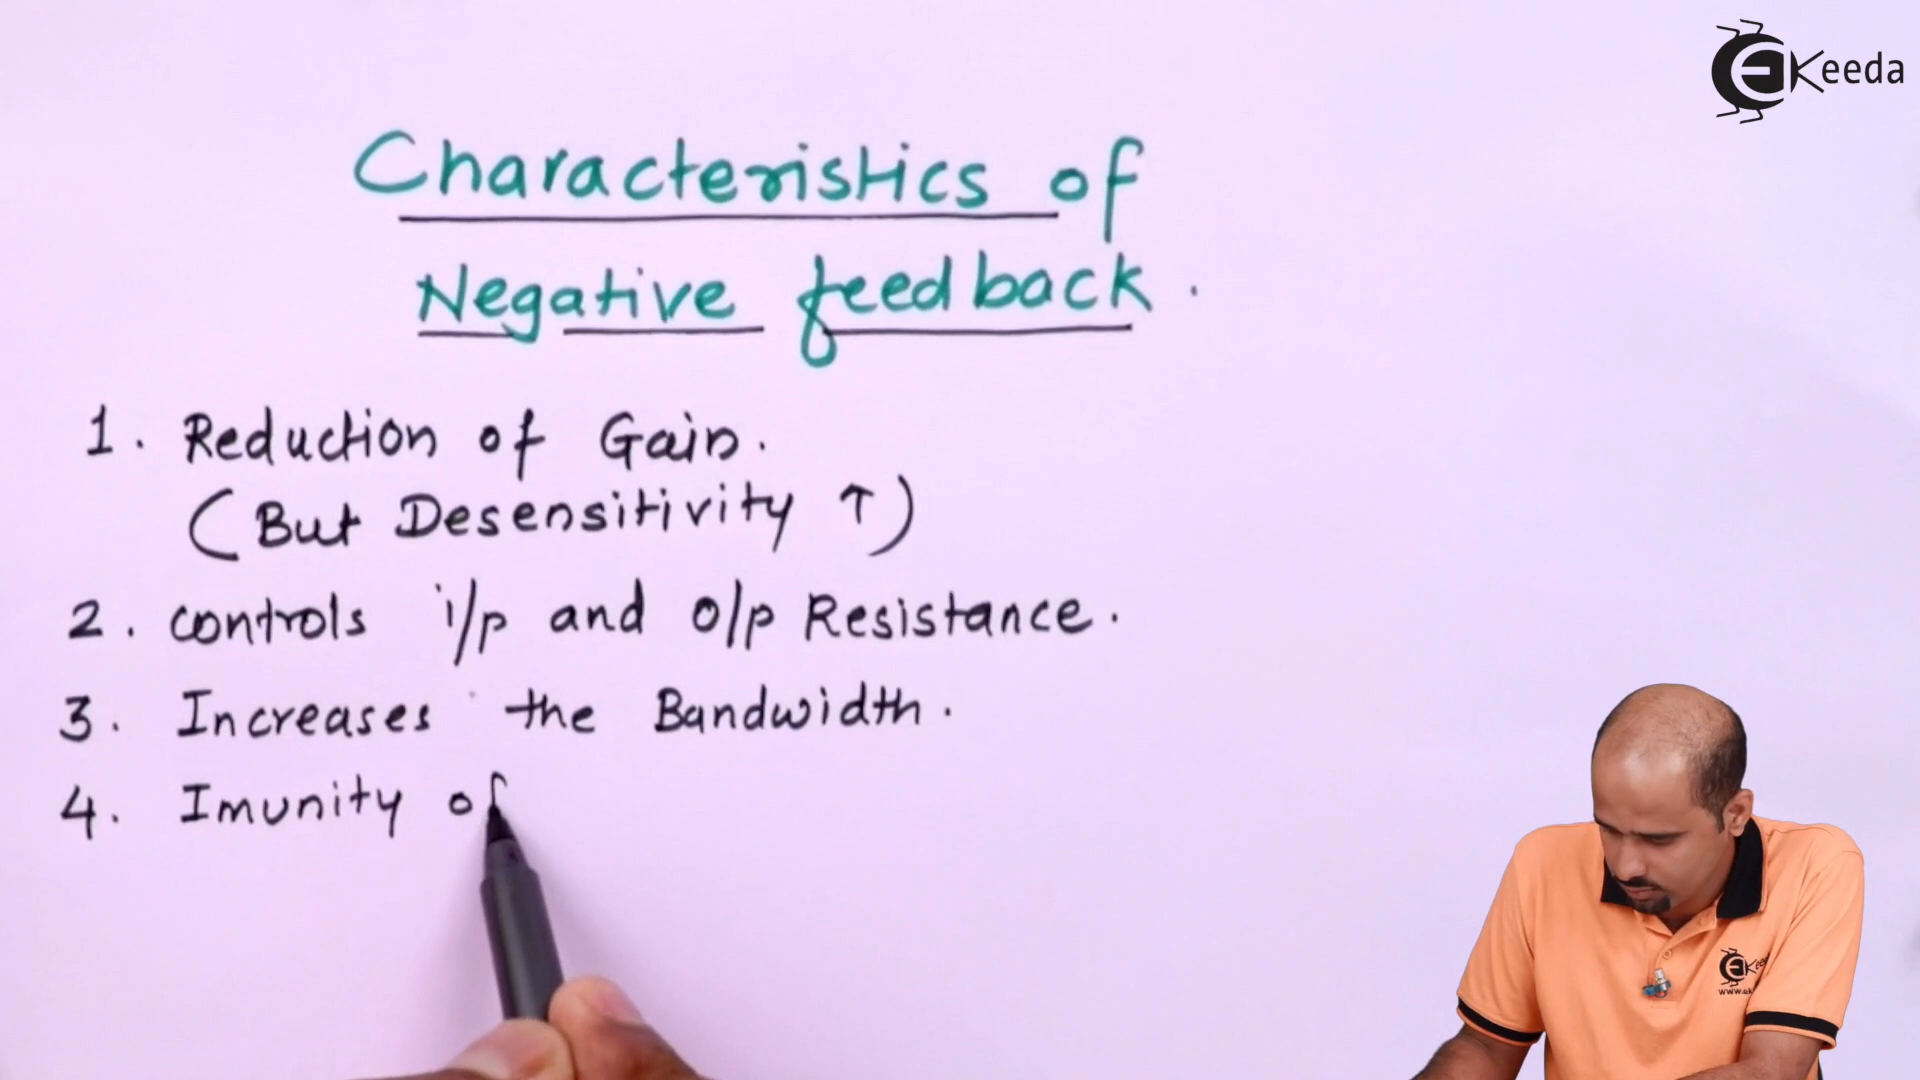 EKeeda
Characteristics of
Negative feedback.
1. Reduction of Gain.
(But Desensitivity ↑)
2. controls i/p and o/p Resistance.
3. Increases the Bandwidth.
4. Imunity of